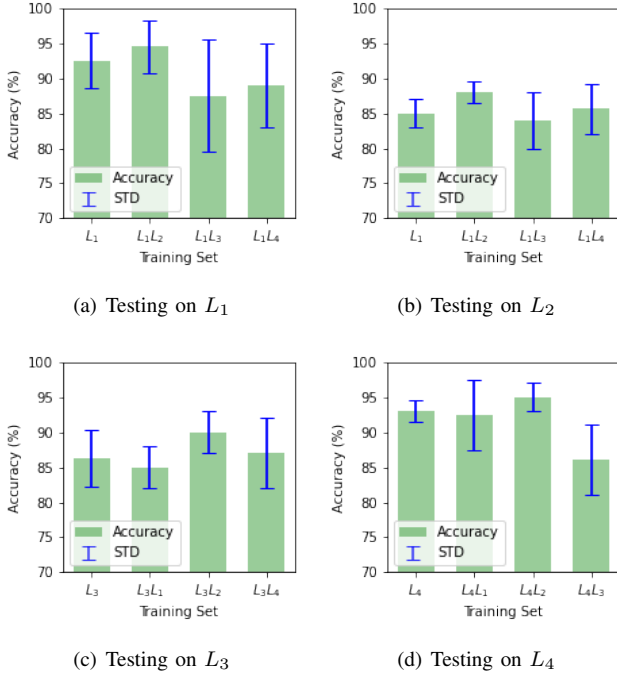 100
95
90
85
80
75
70
Accuracy (%)
Accuracy
STD
L₁ L₁L₂ L₁L₃ L₁L₄
Training Set
(a) Testing on L₁
100
95
90
85
80
75
70
Accuracy (%)
Accuracy
STD
L₁ L₁L₂ L₁L₃ L₁L₄
Training Set
(b) Testing on L₂
100
95
90
85
80
75
70
Accuracy (%)
Accuracy
STD
L₃ L₃L₁ L₃L₂ L₃L₄
Training Set
(c) Testing on L₃
100
95
90
85
80
75
70
Accuracy (%)
Accuracy
STD
L₄ L₄L₁ L₄L₂ L₄L₃
Training Set
(d) Testing on L₄